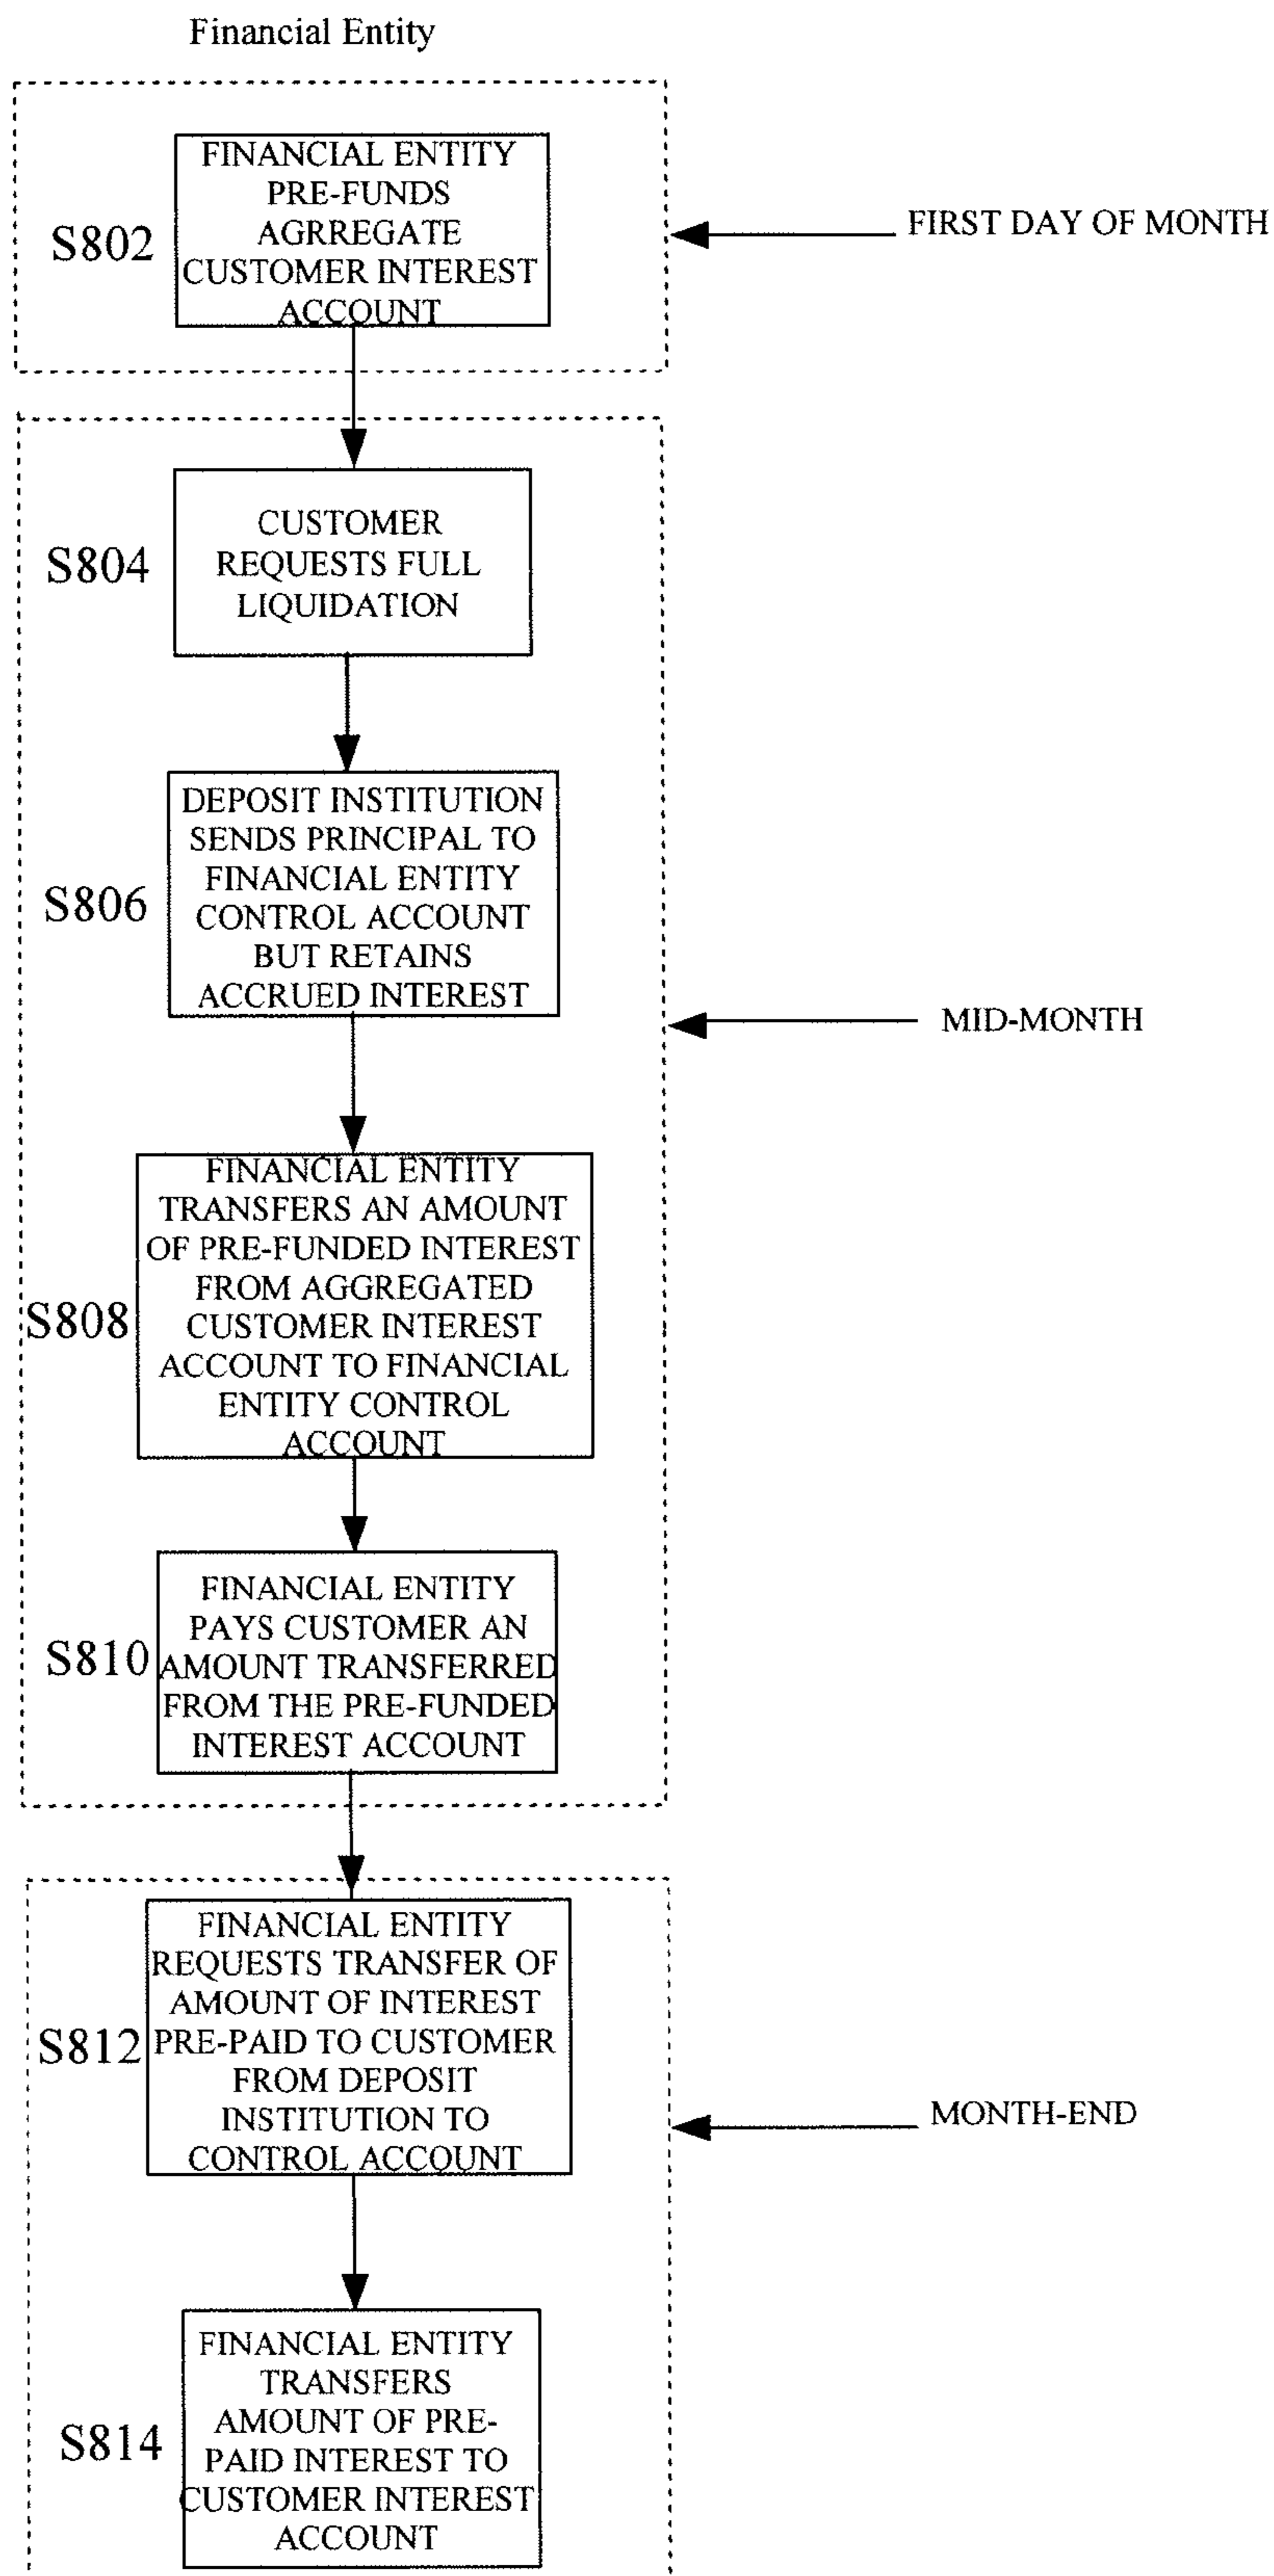 Financial Entity
FINANCIAL ENTITY
PRE-FUNDS
AGRREGATE
CUSTOMER INTEREST
ACCOUNT
S802
FIRST DAY OF MONTH
CUSTOMER
REQUESTS FULL
LIQUIDATION
S804
DEPOSIT INSTITUTION
SENDS PRINCIPAL TO
FINANCIAL ENTITY
CONTROL ACCOUNT
BUT RETAINS
ACCRUED INTEREST
S806
MID-MONTH
FINANCIAL ENTITY
TRANSFERS AN AMOUNT
OF PRE-FUNDED INTEREST
FROM AGGREGATED
CUSTOMER INTEREST
ACCOUNT TO FINANCIAL
ENTITY CONTROL
ACCOUNT
S808
FINANCIAL ENTITY
PAYS CUSTOMER AN
AMOUNT TRANSFERRED
FROM THE PRE-FUNDED
INTEREST ACCOUNT
S810
FINANCIAL ENTITY
REQUESTS TRANSFER OF
AMOUNT OF INTEREST
PRE-PAID TO CUSTOMER
FROM DEPOSIT
INSTITUTION TO
CONTROL ACCOUNT
S812
MONTH-END
FINANCIAL ENTITY
TRANSFERS
AMOUNT OF PRE-
PAID INTEREST TO
CUSTOMER INTEREST
ACCOUNT
S814